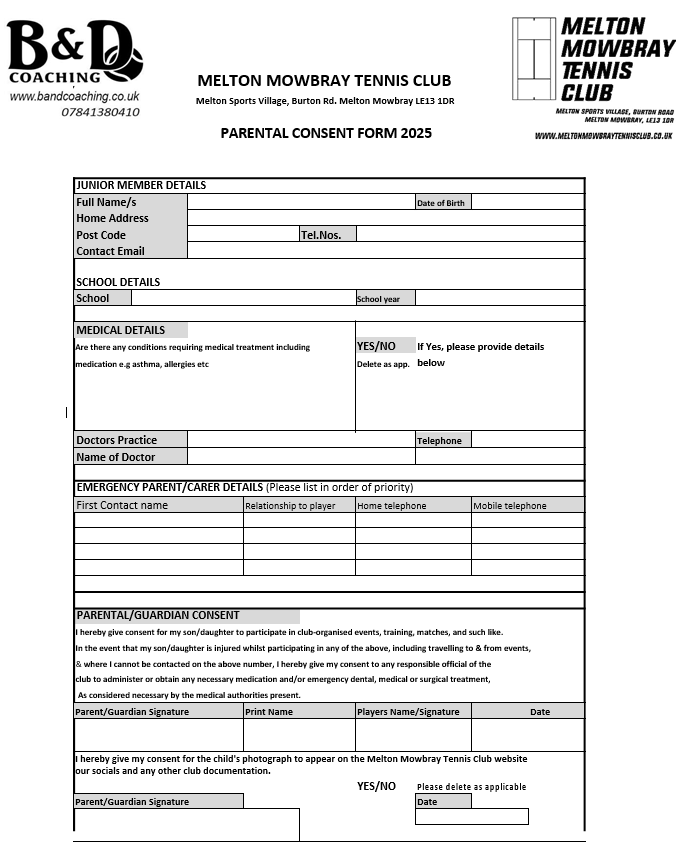 B&D
COACHING
www.bandcoaching.co.uk
07841380410
MELTON MOWBRAY TENNIS CLUB
Melton Sports Village, Burton Rd. Melton Mowbray LE13 1DR
PARENTAL CONSENT FORM 2025
MELTON
MOWBRAY
TENNIS
CLUB
MELTON SPORTS VILLAGE, BURTON ROAD
MELTON MOWBRAY, LE13 1DR
WWW.MELTONMOWBRAYTENNISCLUB.CO.UK
JUNIOR MEMBER DETAILS
Full Name/s Date of Birth
Home Address
Post Code Tel.Nos.
Contact Email
SCHOOL DETAILS
School School year
MEDICAL DETAILS
Are there any conditions requiring medical treatment including YES/NO If Yes, please provide details
medication e.g asthma, allergies etc Delete as app. below
Doctors Practice Telephone
Name of Doctor
EMERGENCY PARENT/CARER DETAILS (Please list in order of priority)
First Contact name Relationship to player Home telephone Mobile telephone
PARENTAL/GUARDIAN CONSENT
I hereby give consent for my son/daughter to participate in club-organised events, training, matches, and such like.
In the event that my son/daughter is injured whilst participating in any of the above, including travelling to & from events,
& where I cannot be contacted on the above number, I hereby give my consent to any responsible official of the
club to administer or obtain any necessary medication and/or emergency dental, medical or surgical treatment,
As considered necessary by the medical authorities present.
Parent/Guardian Signature Print Name Players Name/Signature Date
I hereby give my consent for the child's photograph to appear on the Melton Mowbray Tennis Club website
our socials and any other club documentation.
YES/NO Please delete as applicable
Parent/Guardian Signature Date